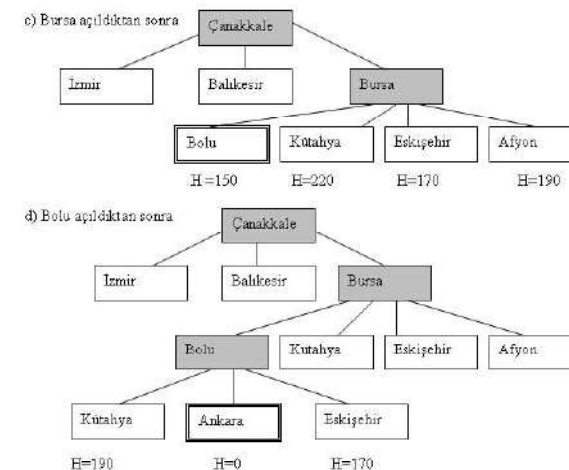 c) Bursa açıldıktan sonra
Çanakkale
İzmir Balıkesir Bursa
Bolu Kütahya Eskişehir Afyon
H =150 H=220 H=170 H=190
d) Bolu açıldıktan sonra
Çanakkale
İzmir Balıkesir Bursa
Bolu Kütahya Eskişehir Afyon
Kütahya Ankara Eskişehir
H=190 H=0 H=170